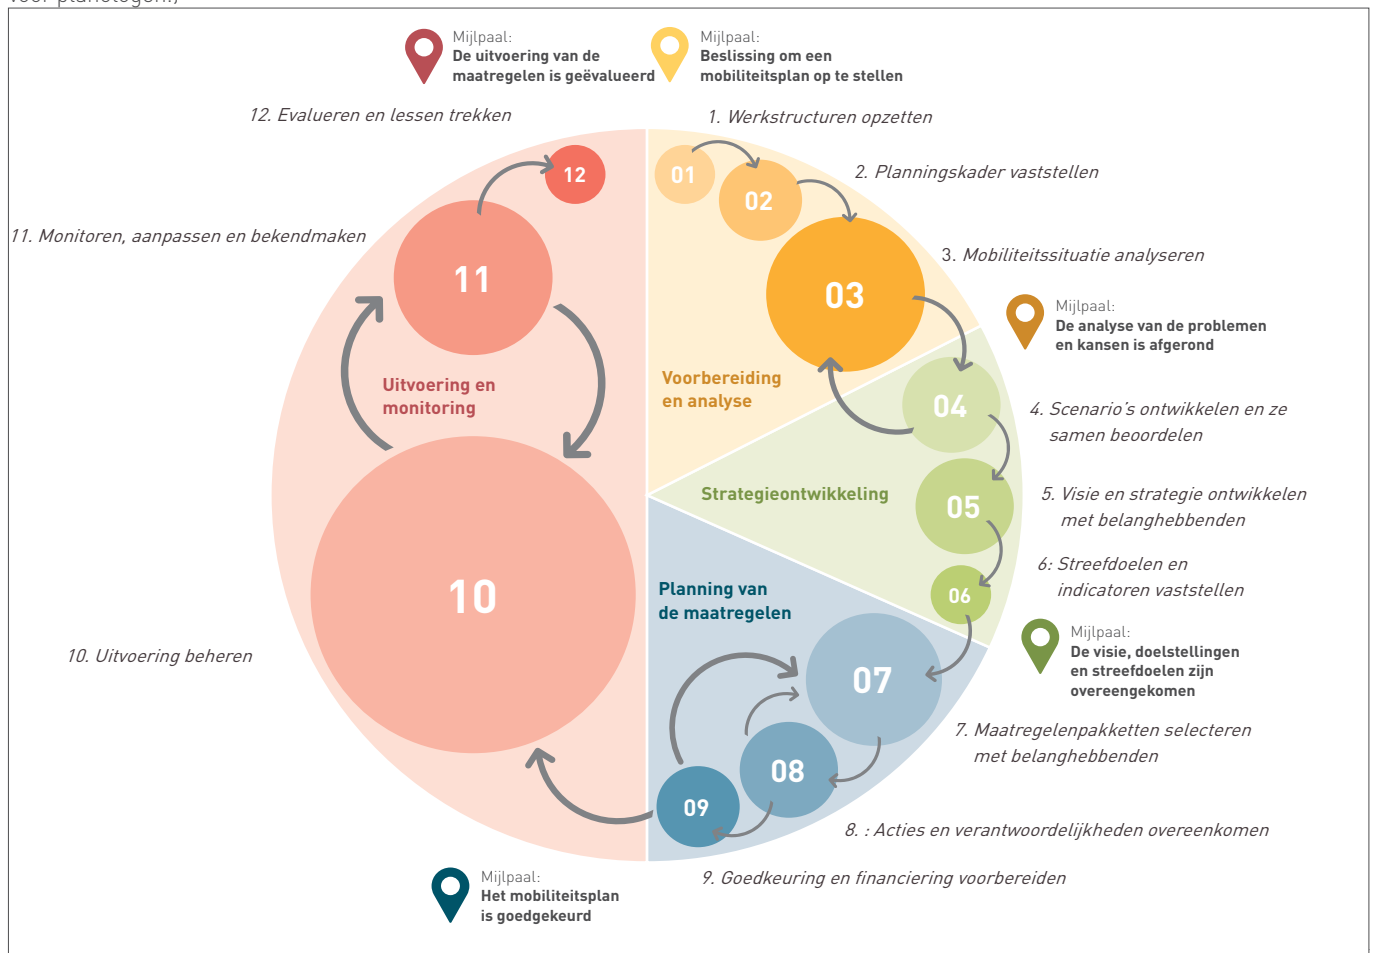 Mijlpaal:
De uitvoering van de
maatregelen is geëvalueerd
Mijlpaal:
Beslissing om een
mobiliteitsplan op te stellen
12. Evalueren en lessen trekken
1. Werkstructuren opzetten
2. Planningskader vaststellen
11. Monitoren, aanpassen en bekendmaken
3. Mobiliteitssituatie analyseren
12
01
02
11
03
Mijlpaal:
De analyse van de problemen
en kansen is afgerond
Uitvoering en
monitoring
Voorbereiding
en analyse
04
4. Scenario's ontwikkelen en ze
samen beoordelen
Strategieontwikkeling
05
5. Visie en strategie ontwikkelen
met belanghebbenden
6: Streefdoelen en
indicatoren vaststellen
06
10
Planning van
de maatregelen
Mijlpaal:
De visie, doelstellingen
en streefdoelen zijn
overeengekomen
10. Uitvoering beheren
07
7. Maatregelenpakketten selecteren
met belanghebbenden
08
09
8. : Acties en verantwoordelijkheden overeenkomen
9. Goedkeuring en financiering voorbereiden
Mijlpaal:
Het mobiliteitsplan
is goedgekeurd